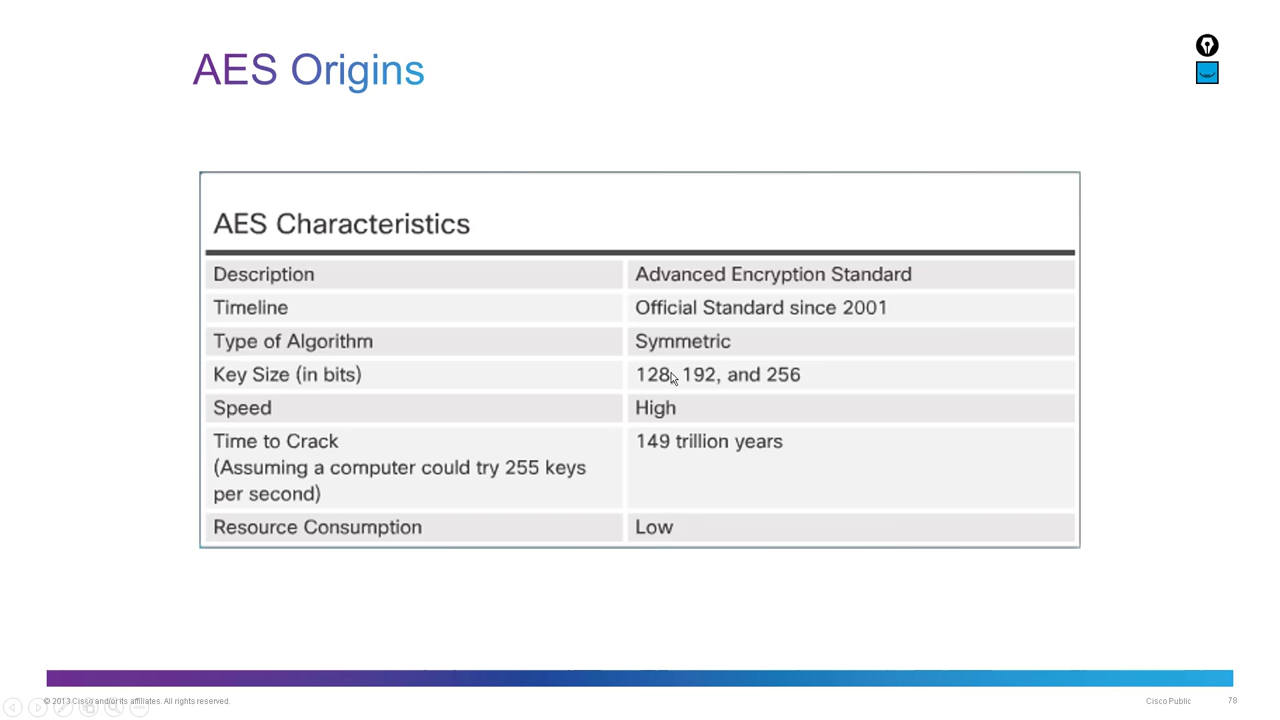 AES Origins
AES Characteristics
Description Advanced Encryption Standard
Timeline Official Standard since 2001
Type of Algorithm Symmetric
Key Size (in bits) 128, 192, and 256
Speed High
Time to Crack 149 trillion years
(Assuming a computer could try 255 keys
per second)
Resource Consumption Low
© 2013 Cisco and/or its affiliates. All rights reserved. Cisco Public 78